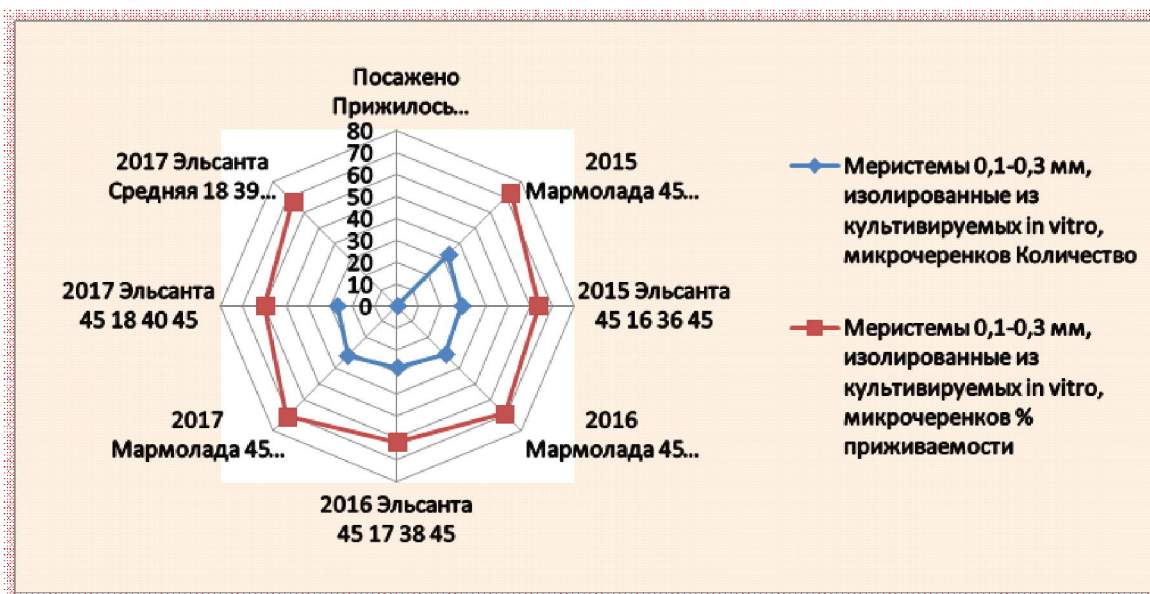 Посажено
Прижилось...
80
70
60
50
40
30
20
10
0
2015
Мармолада 45...
2015 Эльсанта
45 16 36 45
2016
Мармолада 45...
2016 Эльсанта
45 17 38 45
2017
Мармолада 45...
2017 Эльсанта
45 18 40 45
2017 Эльсанта
Средняя 18 39...
Меристемы 0,1-0,3 мм,
изолированные из
культивируемых in vitro,
микрочеренков Количество
Меристемы 0,1-0,3 мм,
изолированные из
культивируемых in vitro,
микрочеренков %
приживаемости